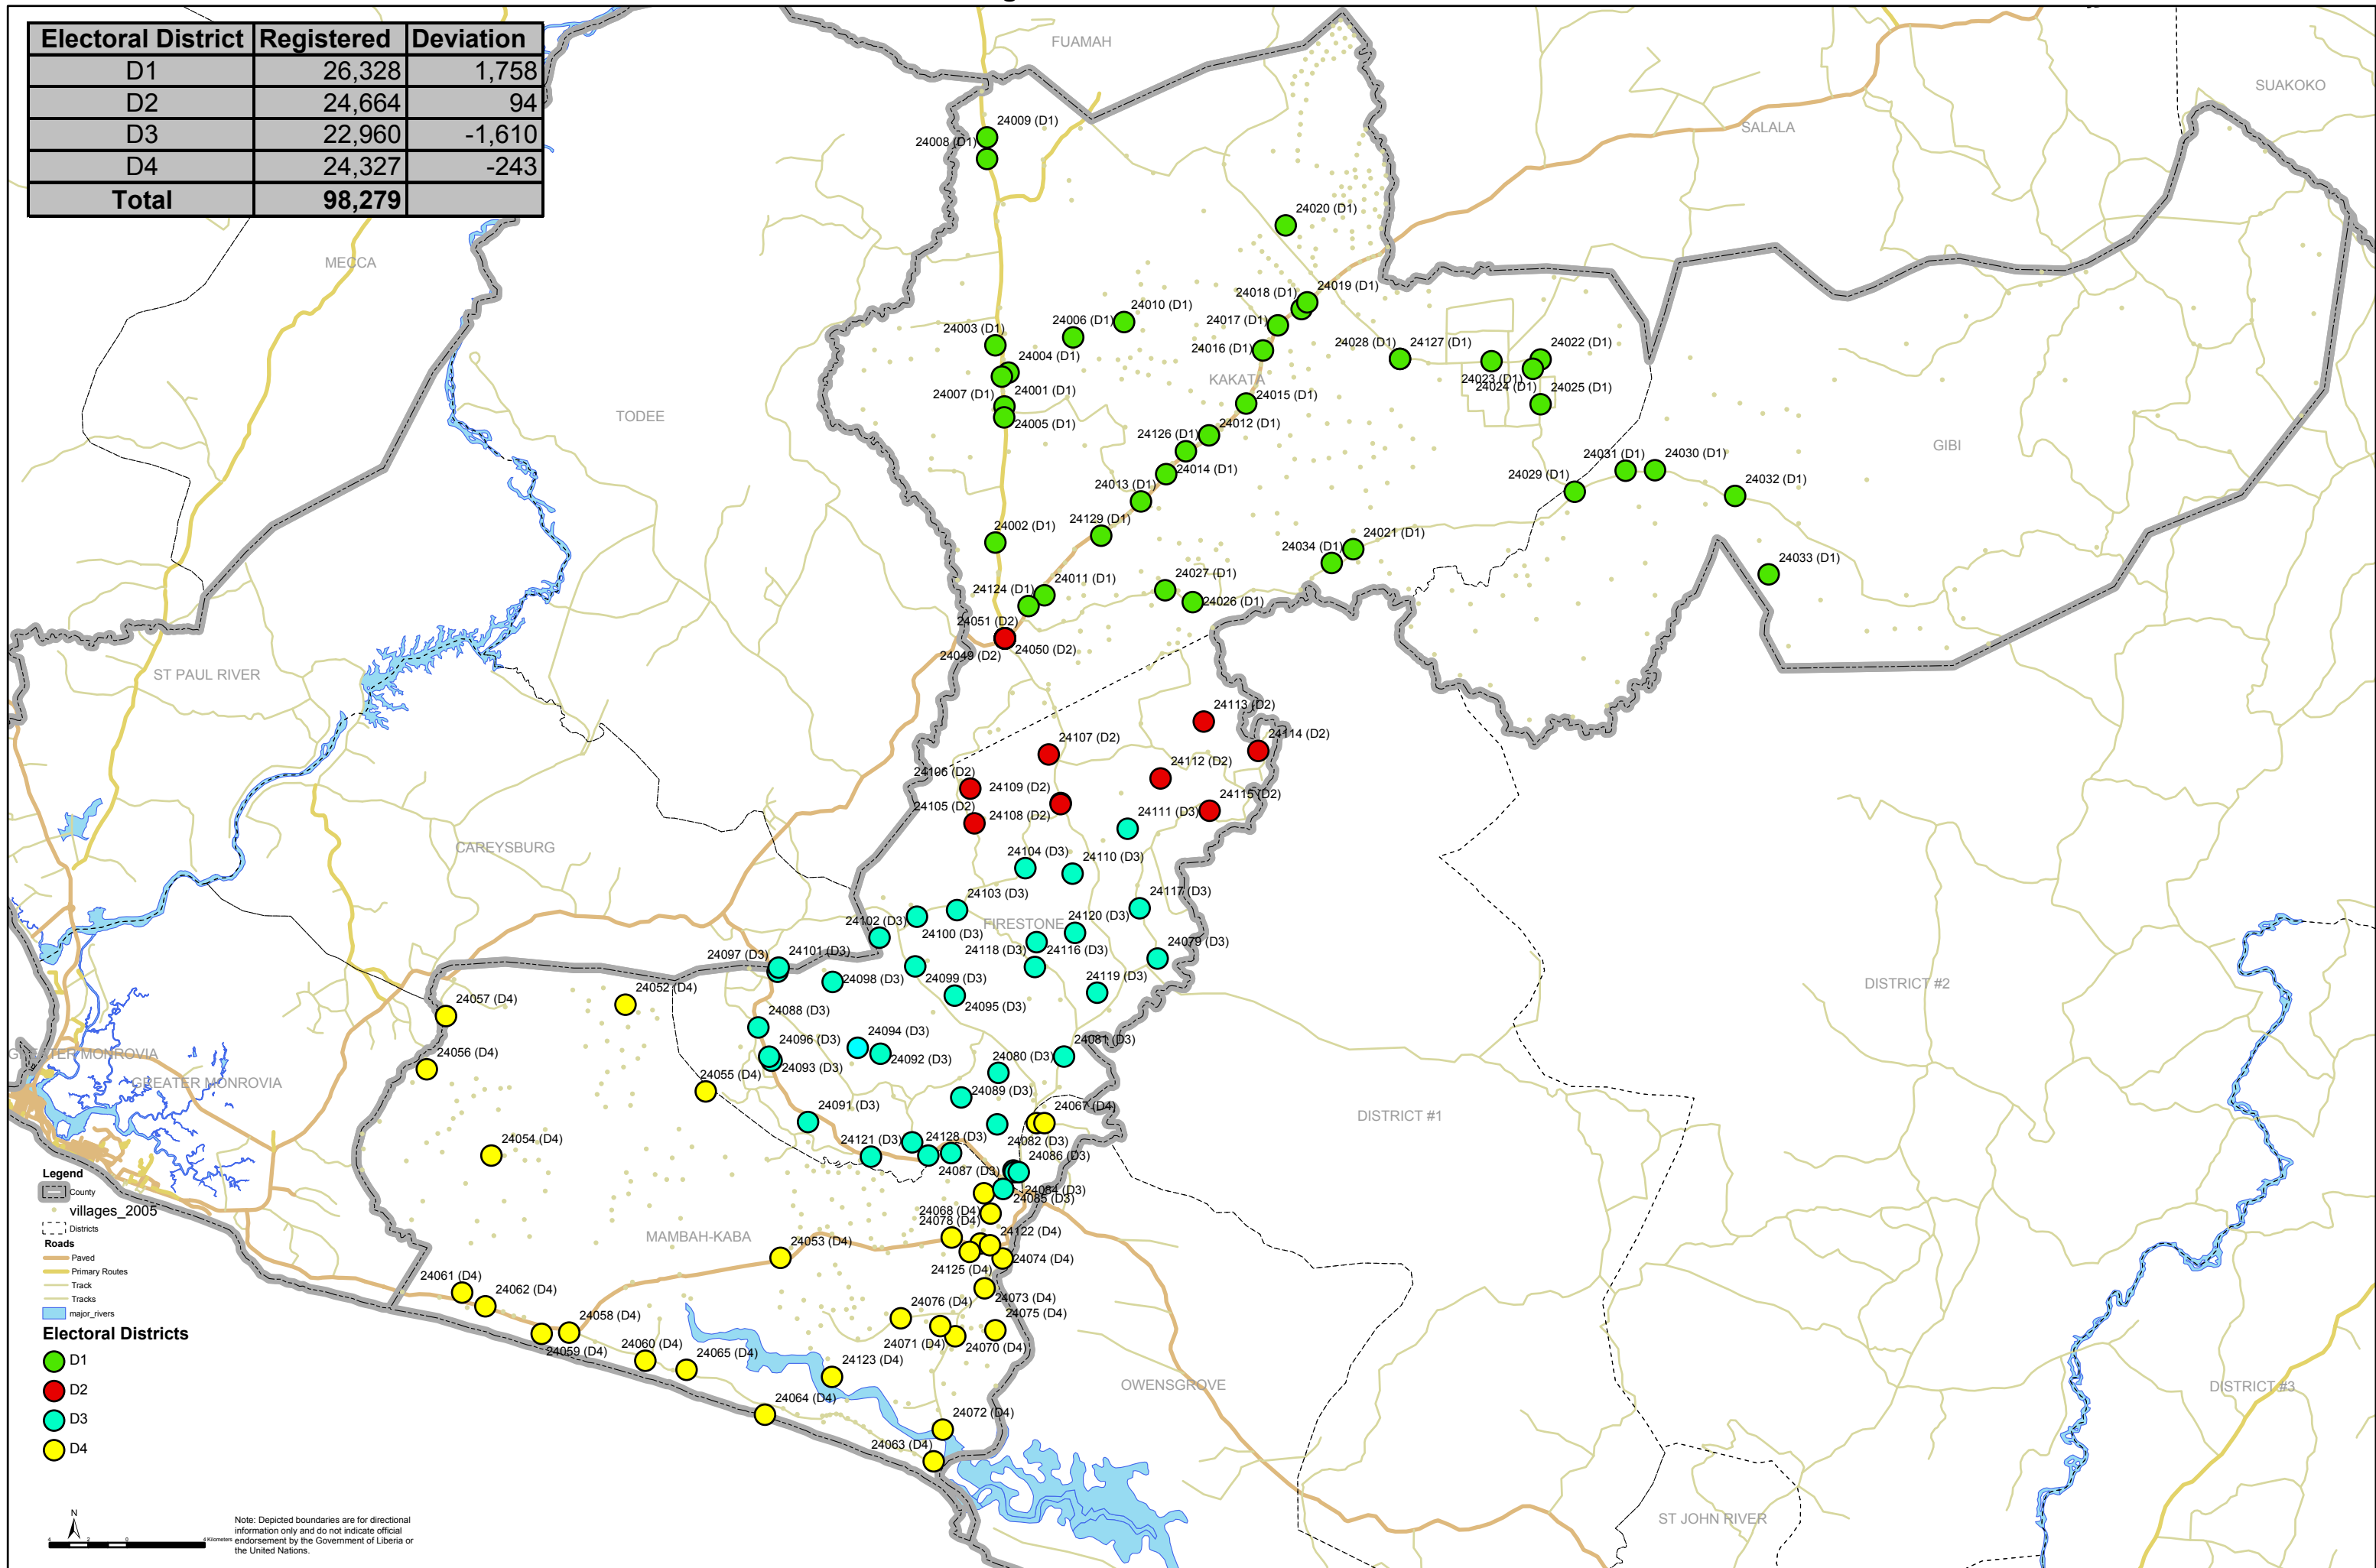 Electoral District Registered Deviation
D1 26,328 1,758
D2 24,664 94
D3 22,960 -1,610
D4 24,327 -243
Total 98,279
FUAMAH
SUAKOKO
SALALA
MECCA
TODEE
KAKATA
GIBI
ST PAUL RIVER
CAREYSBURG
FIRESTONE
DISTRICT #2
GREATER MONROVIA
GREATER MONROVIA
DISTRICT #1
MAMBAH-KABA
OWENSGROVE
DISTRICT #3
ST JOHN RIVER
24009 (D1)
24008 (D1)
24020 (D1)
24019 (D1)
24018 (D1)
24010 (D1)
24006 (D1)
24017 (D1)
24003 (D1)
24016 (D1)
24028 (D1)
24127 (D1)
24022 (D1)
24004 (D1)
24023 (D1)
24024 (D1)
24025 (D1)
24007 (D1)
24001 (D1)
24015 (D1)
24005 (D1)
24012 (D1)
24126 (D1)
24014 (D1)
24031 (D1)
24030 (D1)
24029 (D1)
24032 (D1)
24013 (D1)
24129 (D1)
24002 (D1)
24034 (D1)
24021 (D1)
24033 (D1)
24027 (D1)
24011 (D1)
24124 (D1)
24026 (D1)
24051 (D2)
24050 (D2)
24049 (D2)
24113 (D2)
24114 (D2)
24107 (D2)
24112 (D2)
24106 (D2)
24109 (D2)
24105 (D2)
24108 (D2)
24111 (D3)
24115 (D2)
24104 (D3)
24110 (D3)
24103 (D3)
24117 (D3)
24102 (D3)
24100 (D3)
24120 (D3)
24118 (D3)
24116 (D3)
24079 (D3)
24097 (D3)
24101 (D3)
24098 (D3)
24099 (D3)
24119 (D3)
24095 (D3)
24052 (D4)
24057 (D4)
24088 (D3)
24096 (D3)
24094 (D3)
24092 (D3)
24093 (D3)
24080 (D3)
24081 (D3)
24056 (D4)
24055 (D4)
24089 (D3)
24067 (D4)
24091 (D3)
24121 (D3)
24128 (D3)
24082 (D3)
24086 (D3)
24054 (D4)
24087 (D3)
24084 (D3)
24085 (D3)
24068 (D4)
24078 (D4)
24122 (D4)
24053 (D4)
24074 (D4)
24125 (D4)
24073 (D4)
24061 (D4)
24062 (D4)
24076 (D4)
24075 (D4)
24058 (D4)
24059 (D4)
24071 (D4)
24070 (D4)
24060 (D4)
24065 (D4)
24123 (D4)
24064 (D4)
24072 (D4)
24063 (D4)
Legend
County
villages_2005
Districts
Roads
Paved
Primary Routes
Track
Tracks
major_rivers
Electoral Districts
D1
D2
D3
D4
N
4 2 0 4 Kilometers
Note: Depicted boundaries are for directional
information only and do not indicate official
endorsement by the Government of Liberia or
the United Nations.